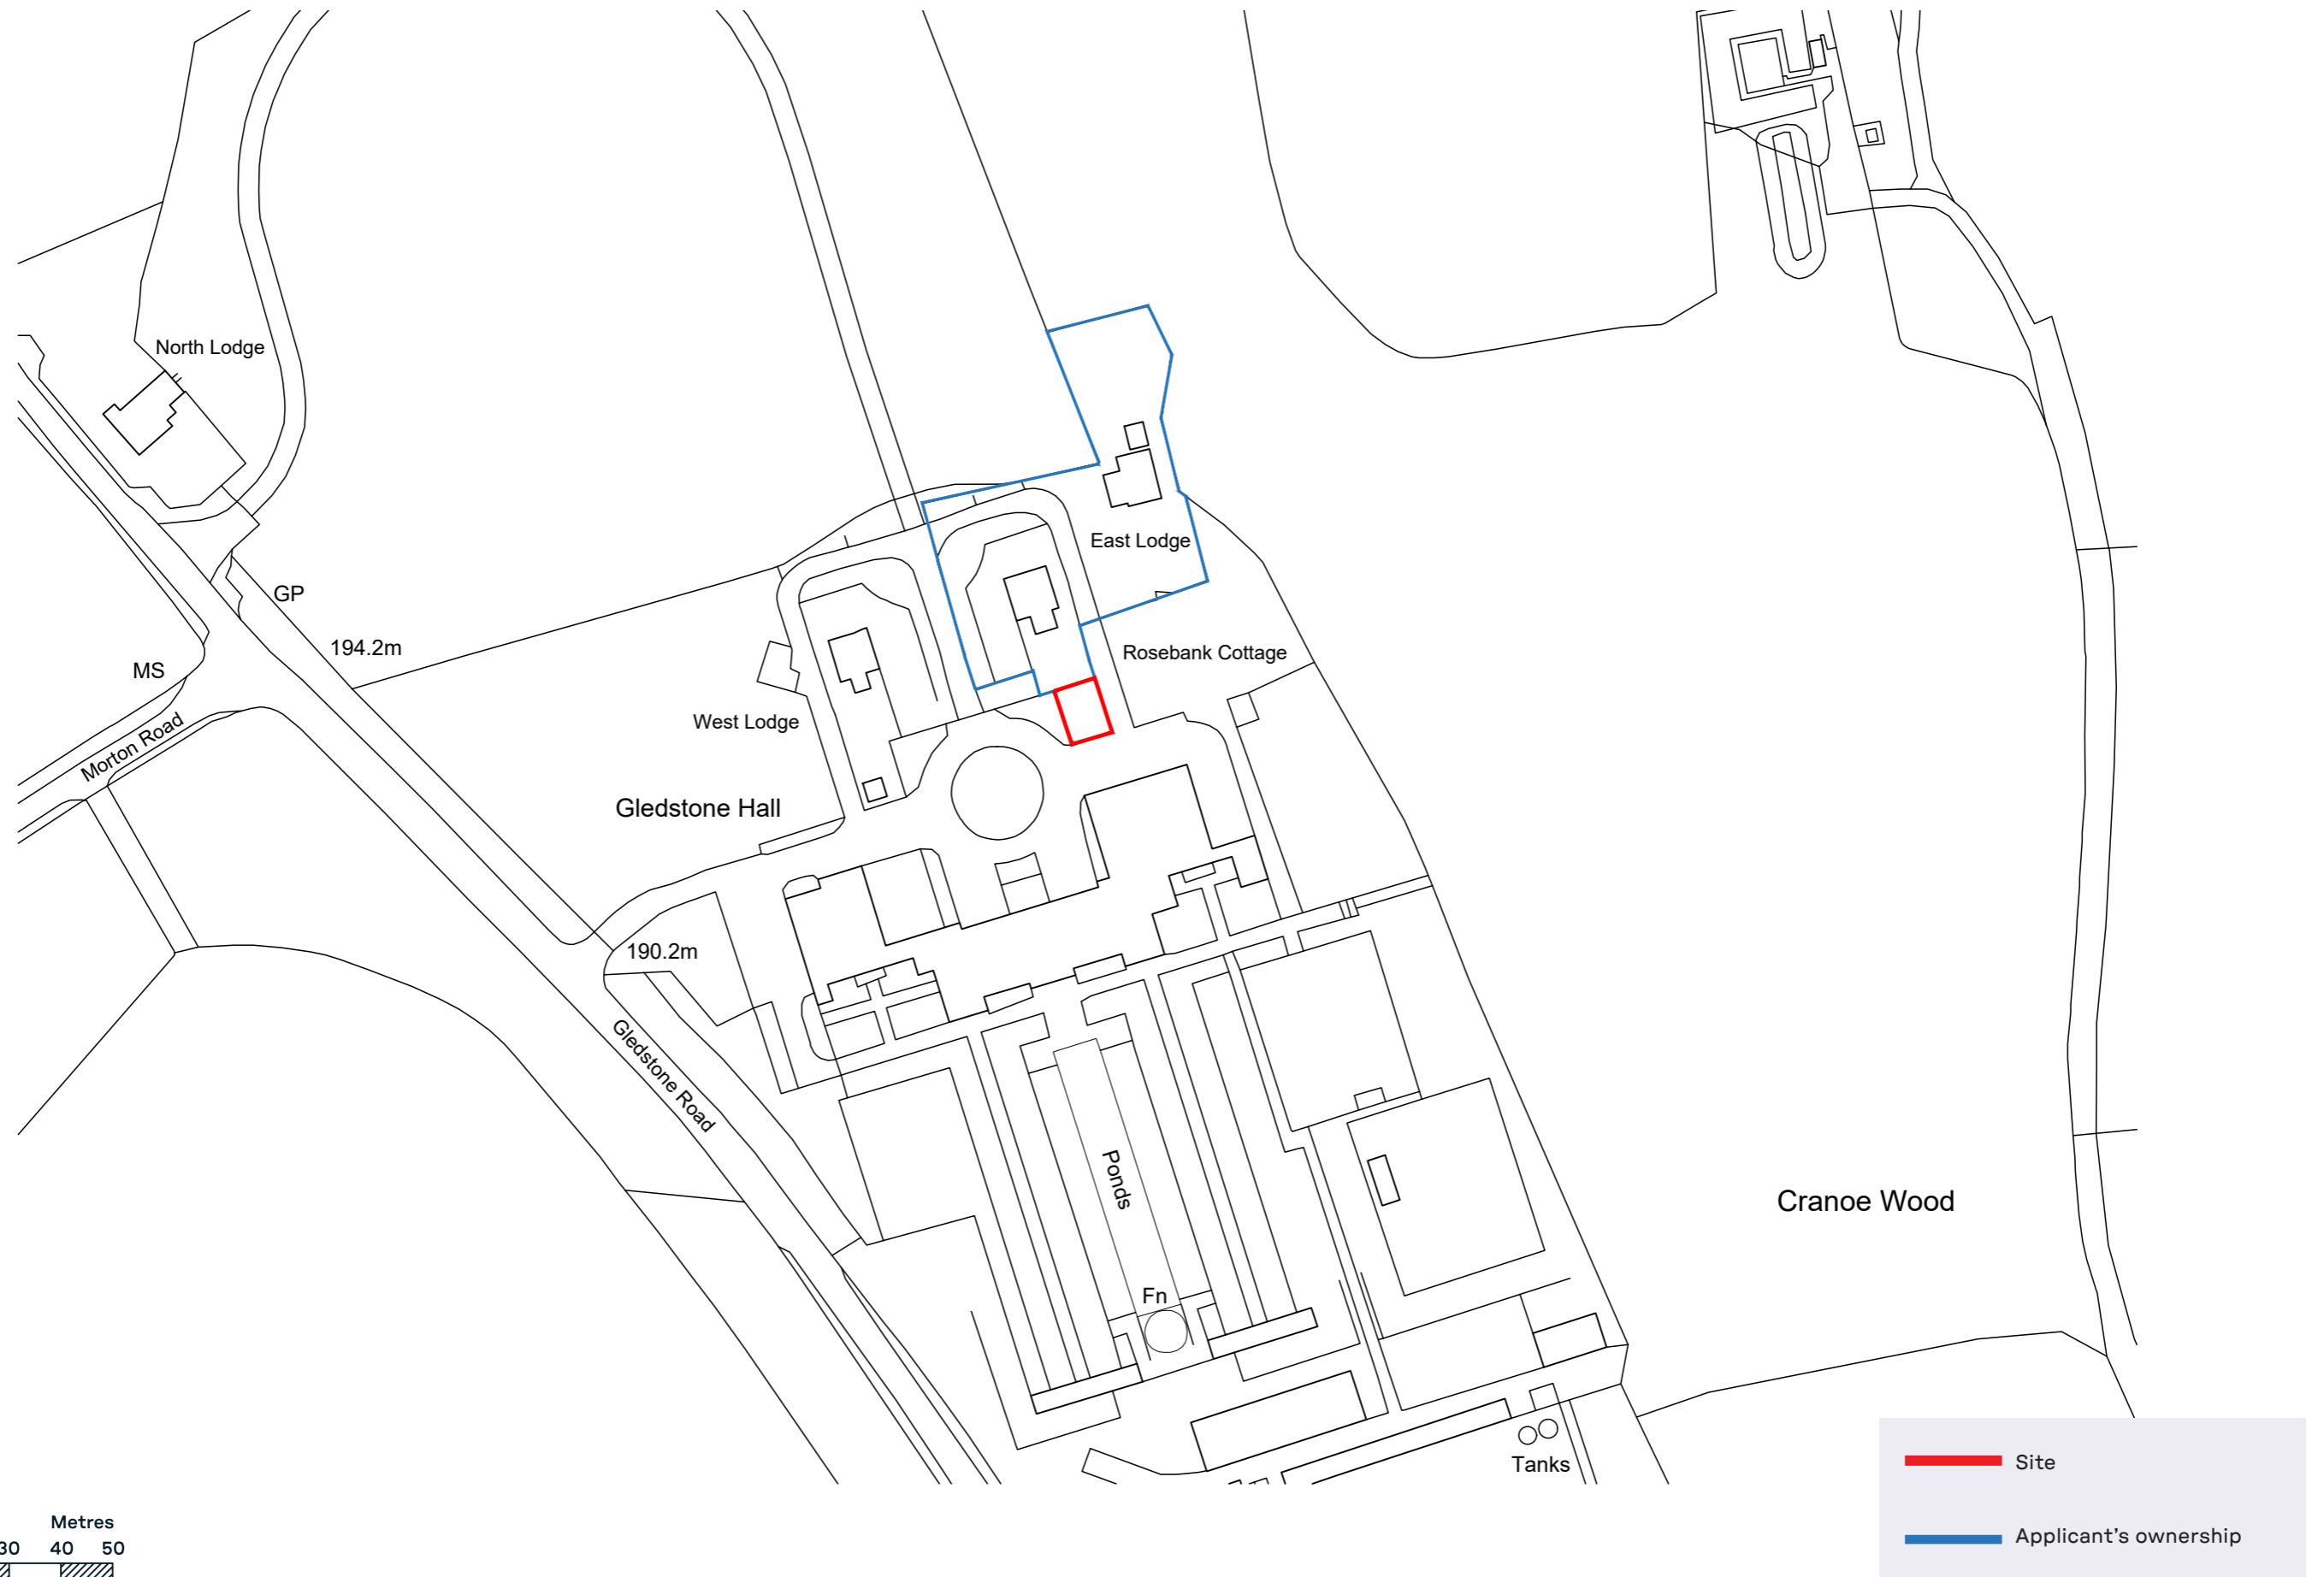 North Lodge
GP
194.2m
MS
Morton Road
East Lodge
Rosebank Cottage
West Lodge
Gledstone Hall
190.2m
Gledstone Road
Ponds
Fn
Cranoe Wood
Tanks
Metres
30 40 50
Site
Applicant's ownership